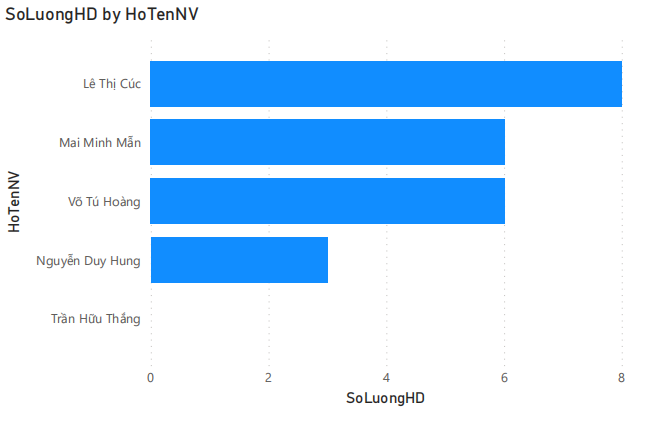 SoLuongHD by HoTenNV
Lê Thị Cúc
Mai Minh Mẫn
Võ Tú Hoàng
Nguyễn Duy Hung
Trần Hữu Thắng
HoTenNV
0 2 4 6 8
SoLuongHD